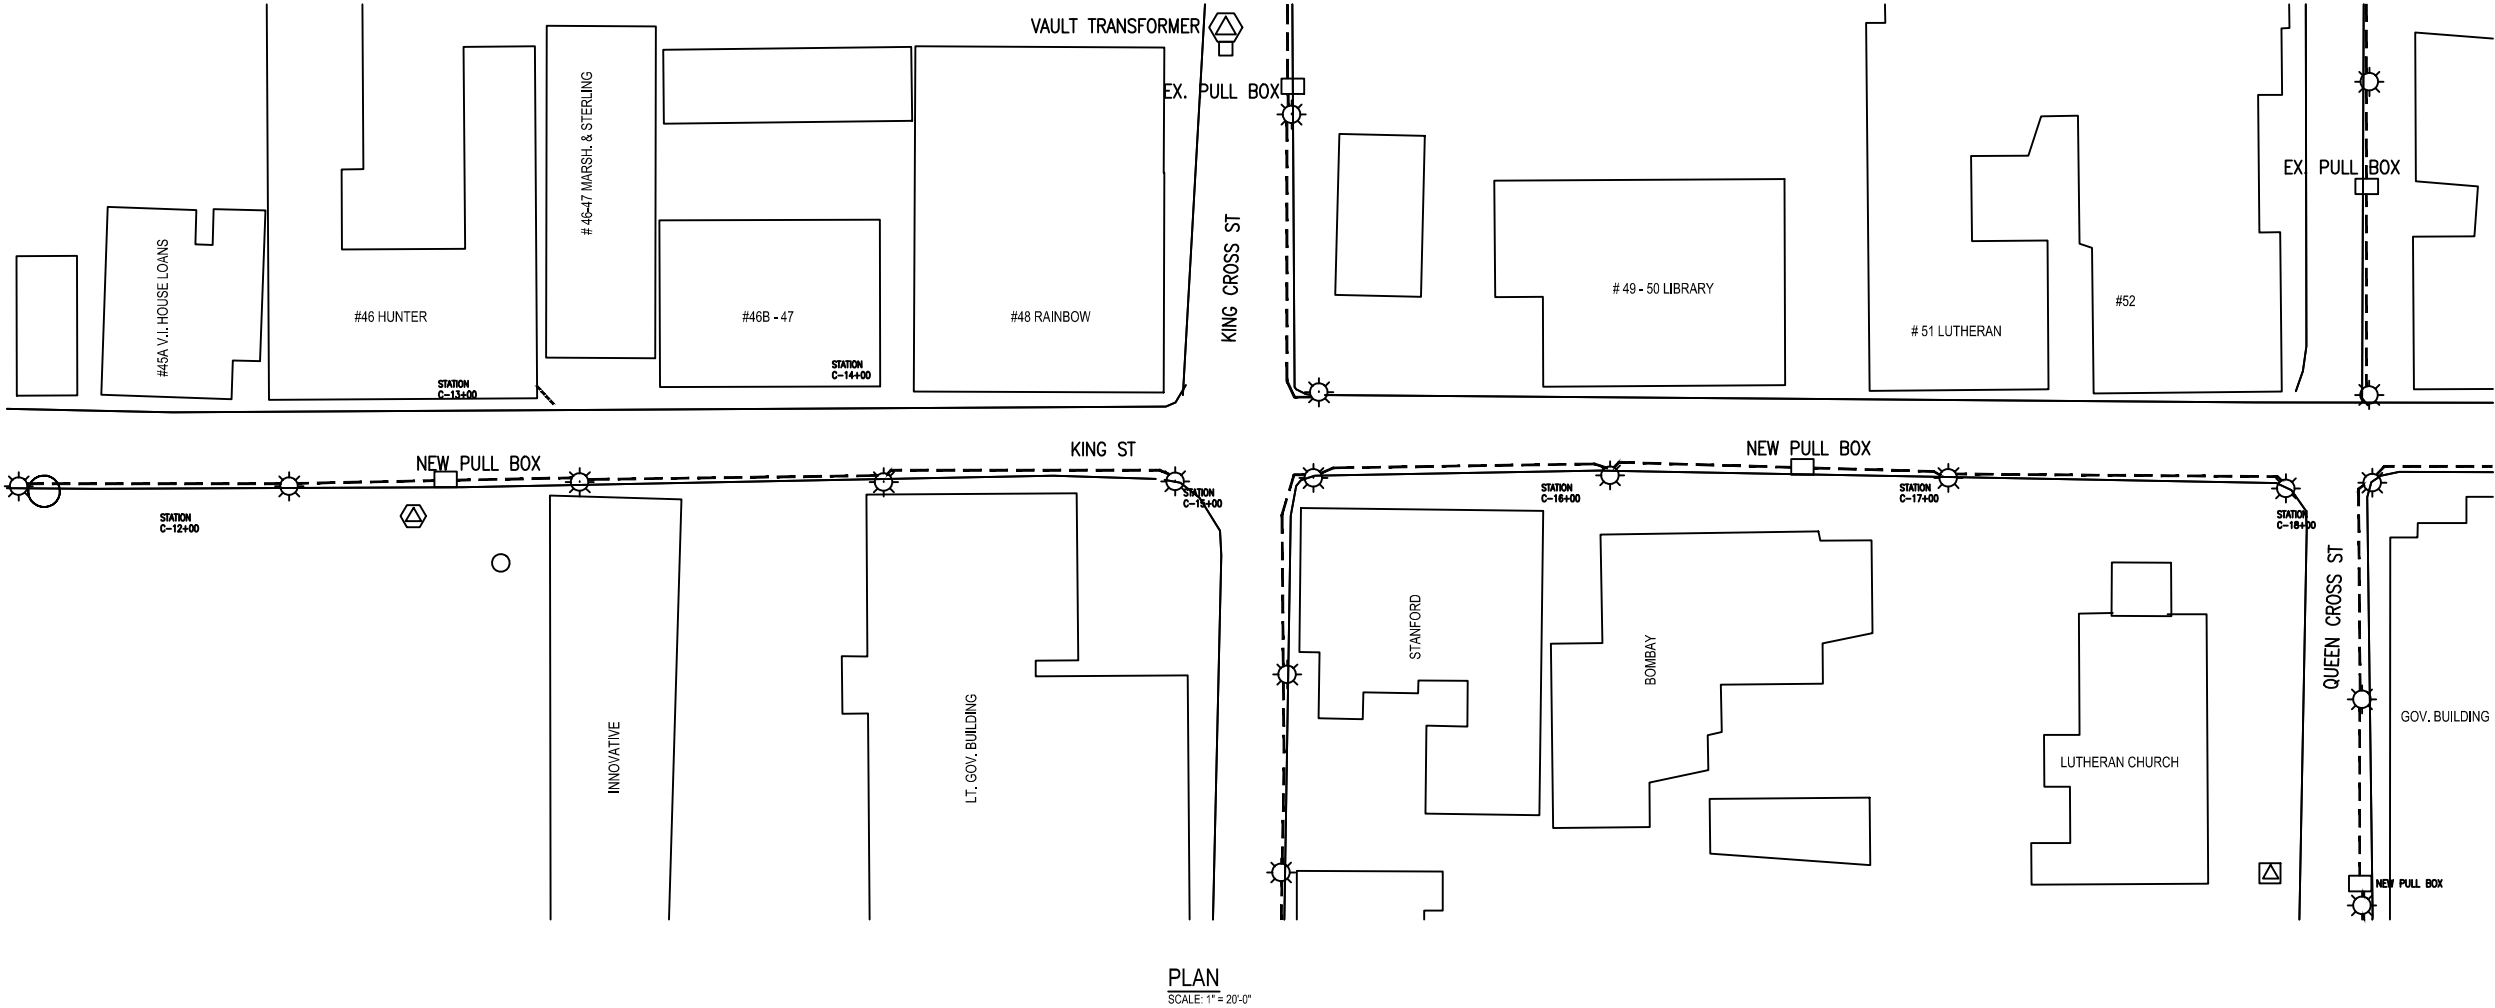 VAULT TRANSFORMER
EX. PULL BOX
EX. PULL BOX
# 46-47 MARSH. & STERLING
#45A V.I. HOUSE LOANS
#46 HUNTER
#46B - 47
#48 RAINBOW
KING CROSS ST
# 49 - 50 LIBRARY
# 51 LUTHERAN
#52
STATION
C-13+00
STATION
C-14+00
NEW PULL BOX
KING ST
NEW PULL BOX
STATION
C-12+00
STATION
C-15+00
STATION
C-16+00
STATION
C-17+00
STATION
C-18+00
INNOVATIVE
LT. GOV. BUILDING
STANFORD
BOMBAY
LUTHERAN CHURCH
QUEEN CROSS ST
GOV. BUILDING
NEW PULL BOX
PLAN
SCALE: 1" = 20'-0"